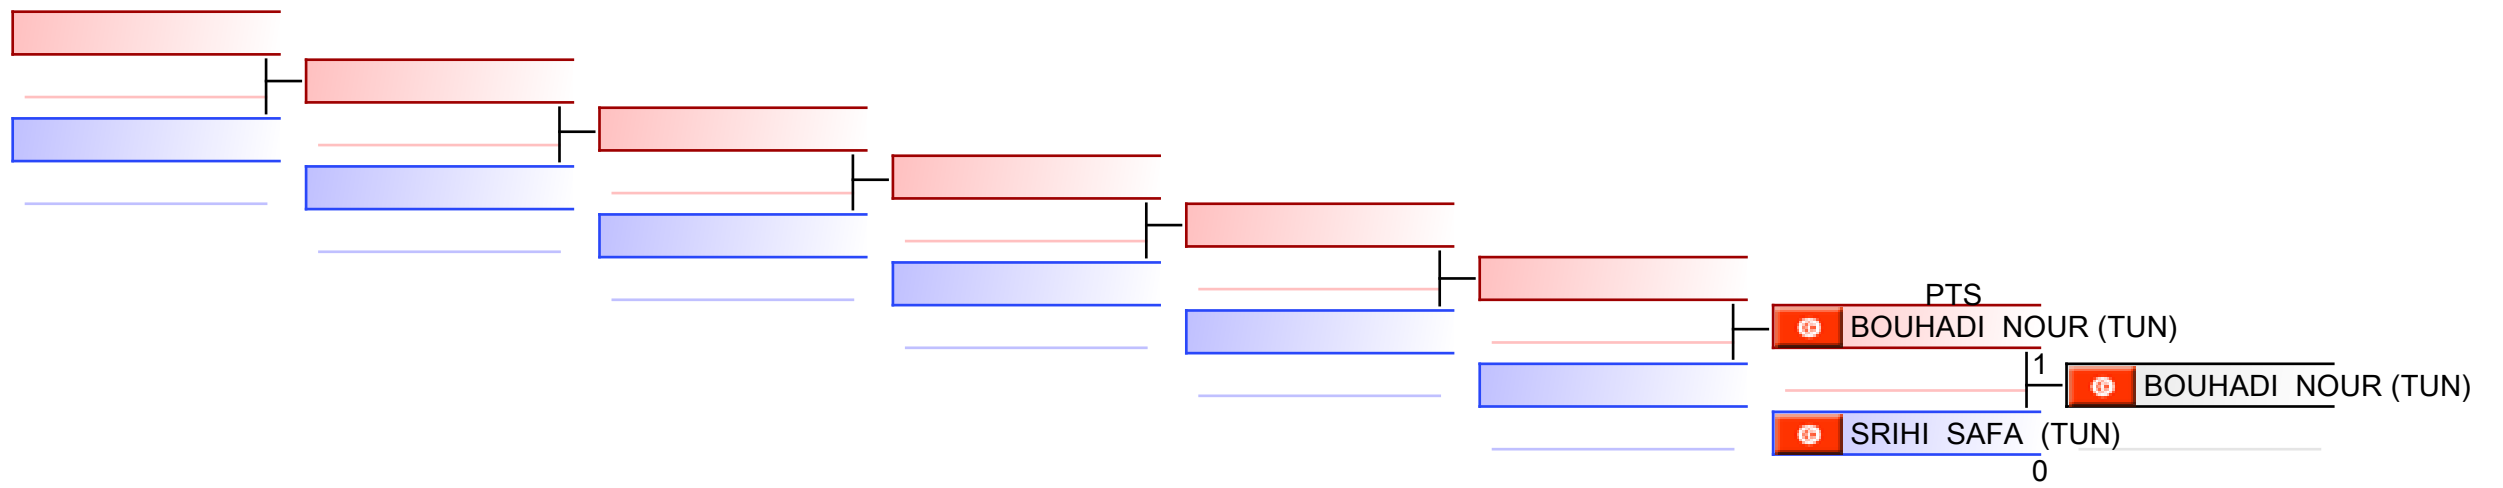 PTS
BOUHADI NOUR (TUN)
1
BOUHADI NOUR (TUN)
SRIHI SAFA (TUN)
0